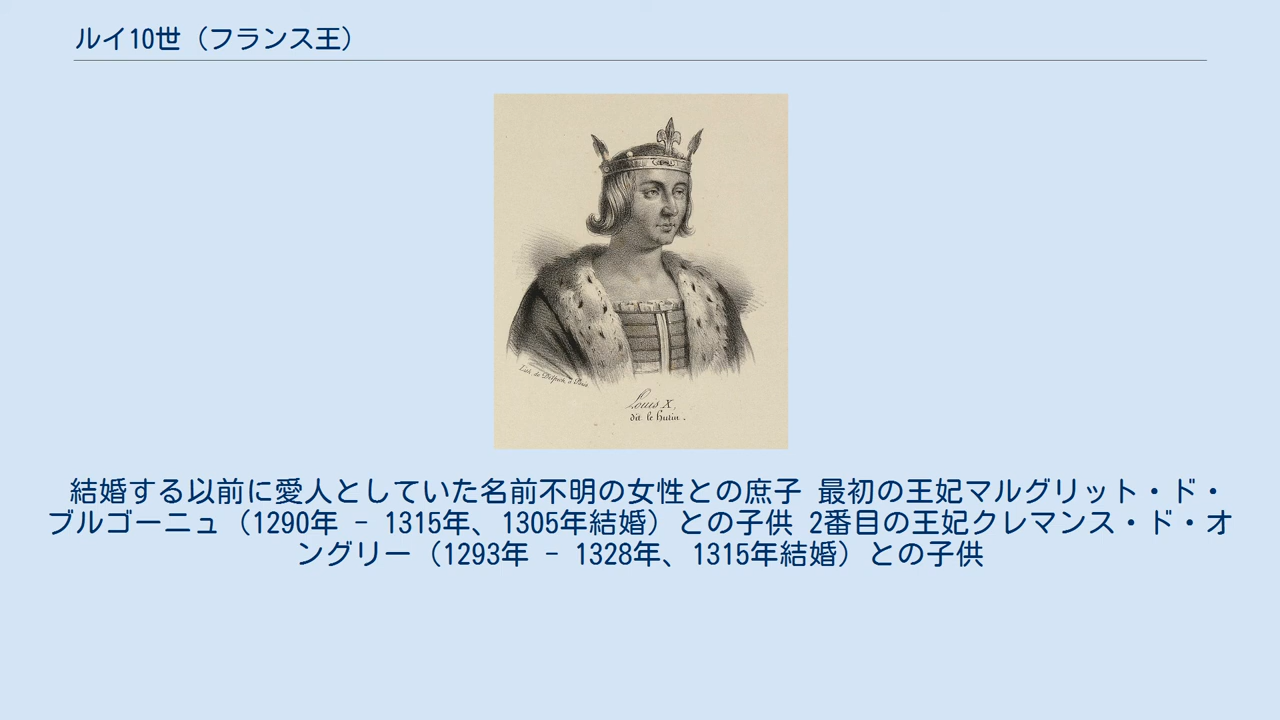 ルイ10世（フランス王）
Lith. de Delpech, à Paris
Louis X,
dit le hutin.
結婚する以前に愛人としていた名前不明の女性との庶子 最初の王妃マルグリット・ド・
ブルゴーニュ（1290年 - 1315年、1305年結婚）との子供 2番目の王妃クレマンス・ド・オ
ングリー（1293年 - 1328年、1315年結婚）との子供